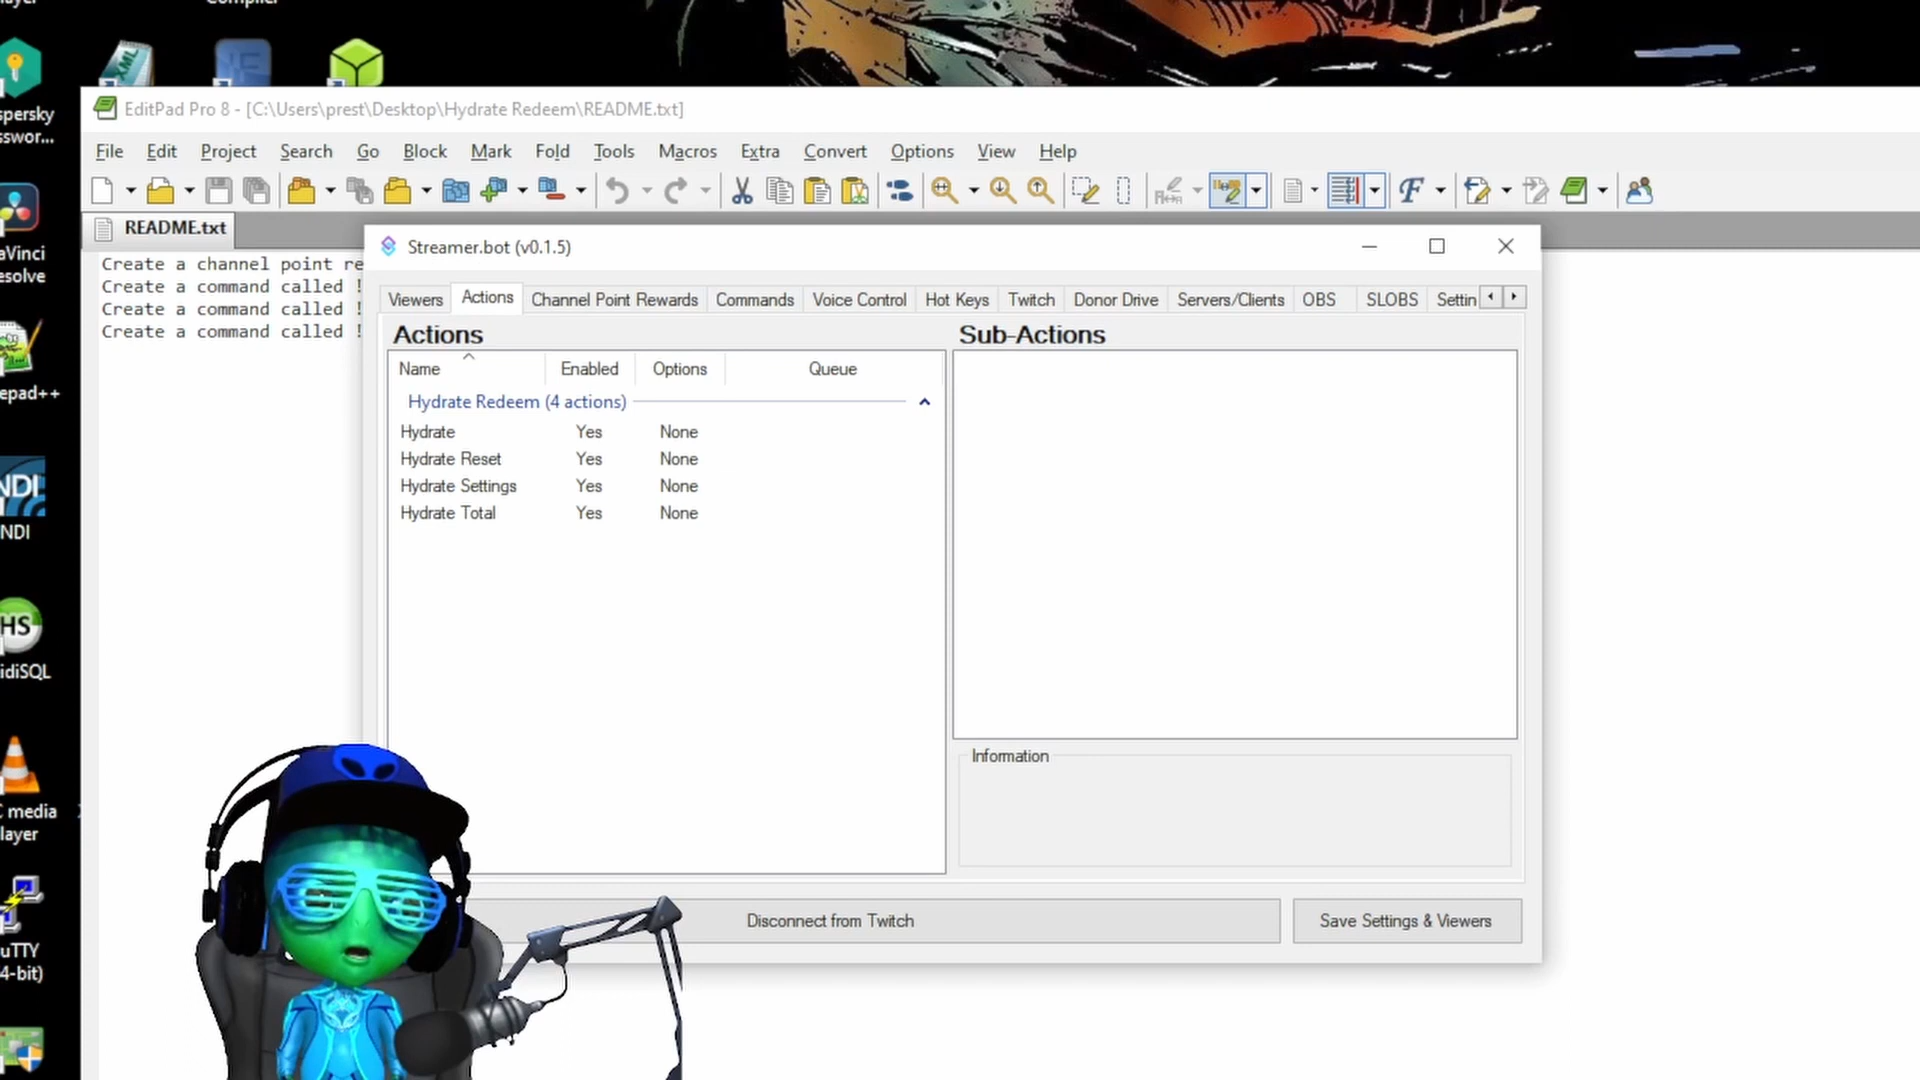 Compiler
EditPad Pro 8 - [C:\Users\prest\Desktop\Hydrate Redeem\README.txt]
File Edit Project Search Go Block Mark Fold Tools Macros Extra Convert Options View Help
README.txt
Create a channel point re
Create a command called !
Create a command called !
Create a command called !
Streamer.bot (v0.1.5)
Viewers Actions Channel Point Rewards Commands Voice Control Hot Keys Twitch Donor Drive Servers/Clients OBS SLOBS Settin
Actions
Name Enabled Options Queue
Hydrate Redeem (4 actions)
Hydrate Yes None
Hydrate Reset Yes None
Hydrate Settings Yes None
Hydrate Total Yes None
Sub-Actions
Information
Disconnect from Twitch
Save Settings & Viewers
ayer
XML
spersky
sswor...
aVinci
esolve
epad++
NDI
NDI
HS
idiSQL
C media
layer
uTTY
4-bit)